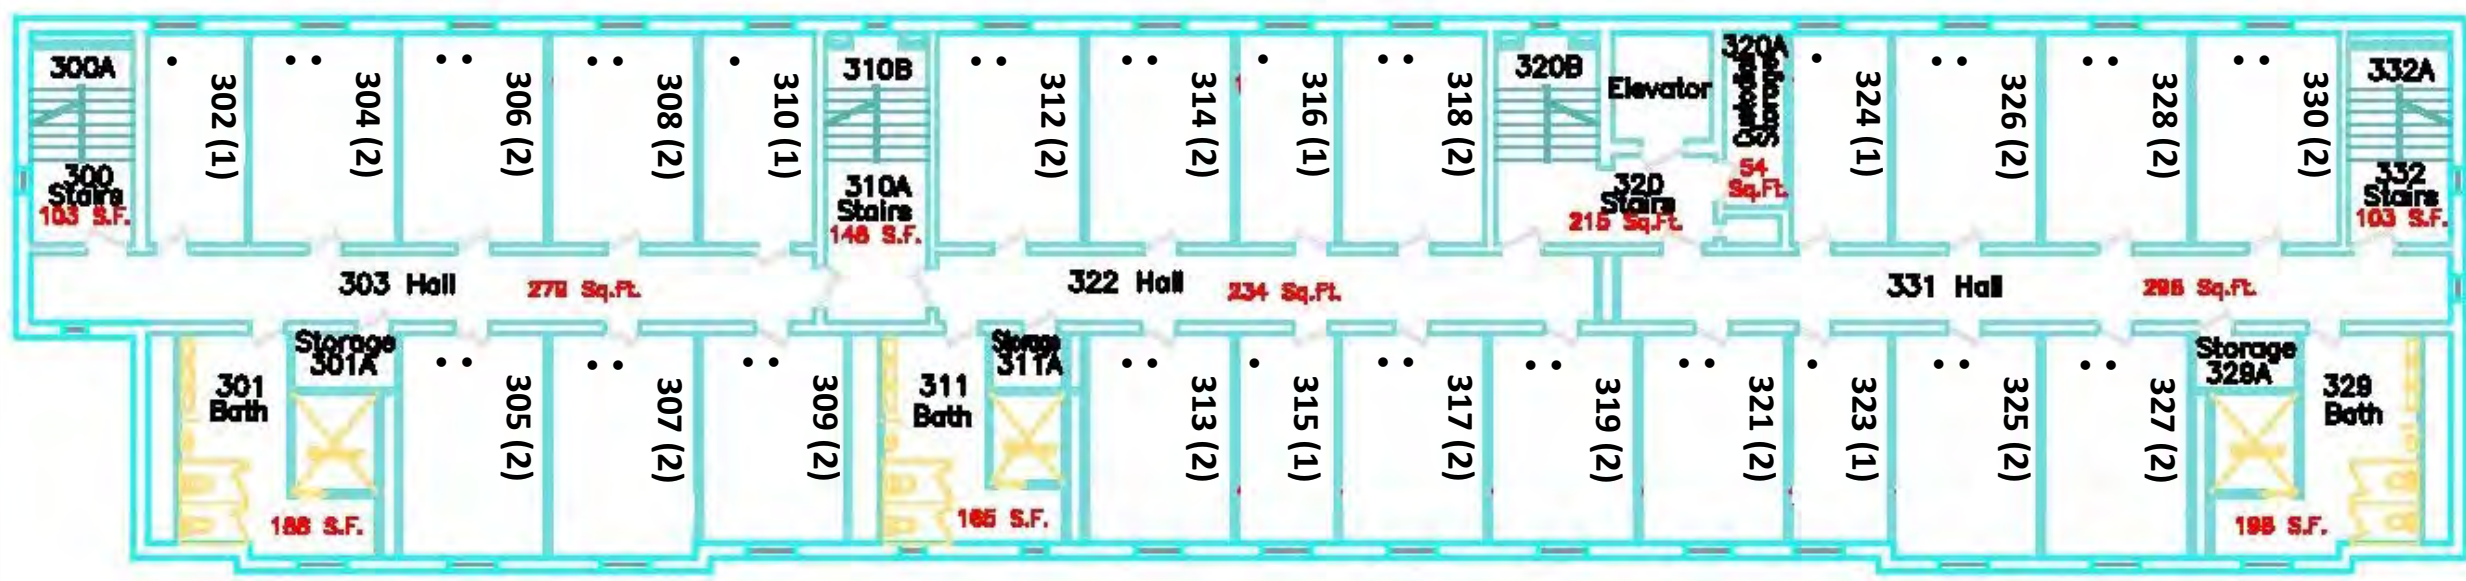 300A
300
Stairs
103 S.F.
302 (1)
304 (2)
306 (2)
308 (2)
310 (1)
310B
310A
Stairs
148 S.F.
312 (2)
314 (2)
316 (1)
318 (2)
320B
Elevator
320
Stairs
215 Sq.Ft.
320A
Storage
54
Sq.Ft.
324 (1)
326 (2)
328 (2)
330 (2)
332A
332
Stairs
103 S.F.
303 Hall
Sq.Ft.
322 Hall
234 Sq.Ft.
331 Hall
Sq.Ft.
301
Bath
Storage
301A
S.F.
305 (2)
307 (2)
309 (2)
311
Bath
Storage
311A
165 S.F.
313 (2)
315 (1)
317 (2)
319 (2)
321 (2)
323 (1)
325 (2)
327 (2)
Storage
329A
329
Bath
S.F.